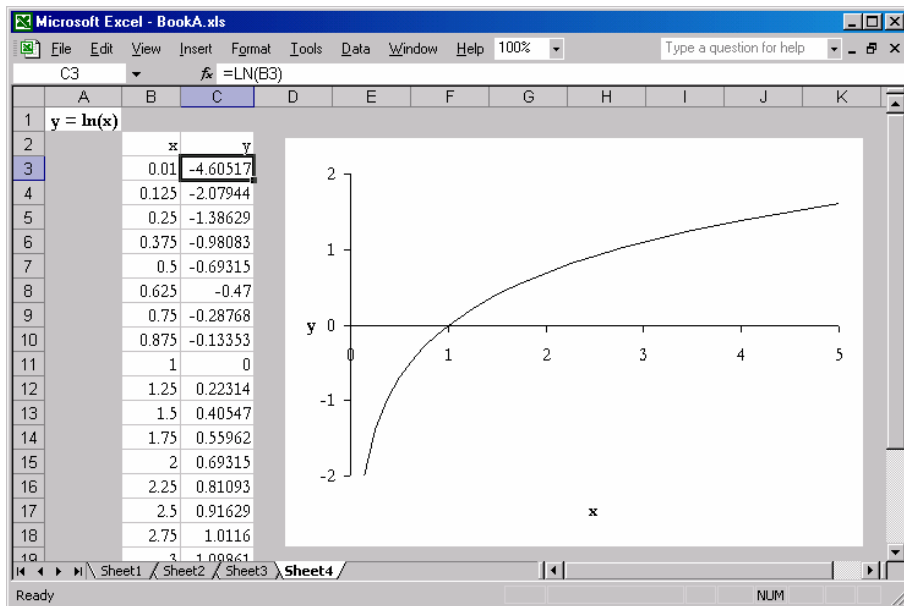 Microsoft Excel - BookA.xls
File Edit View Insert Format Tools Data Window Help 100% Type a question for help
C3 fx =LN(B3)
A B C D E F G H I J K
1 y = ln(x)
2 x y
3 0.01 -4.60517
4 0.125 -2.07944
5 0.25 -1.38629
6 0.375 -0.98083
7 0.5 -0.69315
8 0.625 -0.47
9 0.75 -0.28768
10 0.875 -0.13353
11 1 0
12 1.25 0.22314
13 1.5 0.40547
14 1.75 0.55962
15 2 0.69315
16 2.25 0.81093
17 2.5 0.91629
18 2.75 1.0116
19 3 1.09861
2
1
y 0
-1
-2
0 1 2 3 4 5
x
Sheet1 Sheet2 Sheet3 Sheet4
Ready NUM